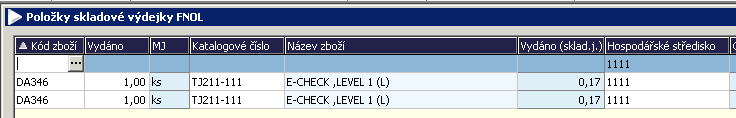 Položky skladové výdejky FNOL
Kód zboží Vydáno MJ Katalogové číslo Název zboží Vydáno (sklad.j.) Hospodářské středisko
... 1111
DA346 1,00 ks TJ211-111 E-CHECK ,LEVEL 1 (L) 0,17 1111
DA346 1,00 ks TJ211-111 E-CHECK ,LEVEL 1 (L) 0,17 1111